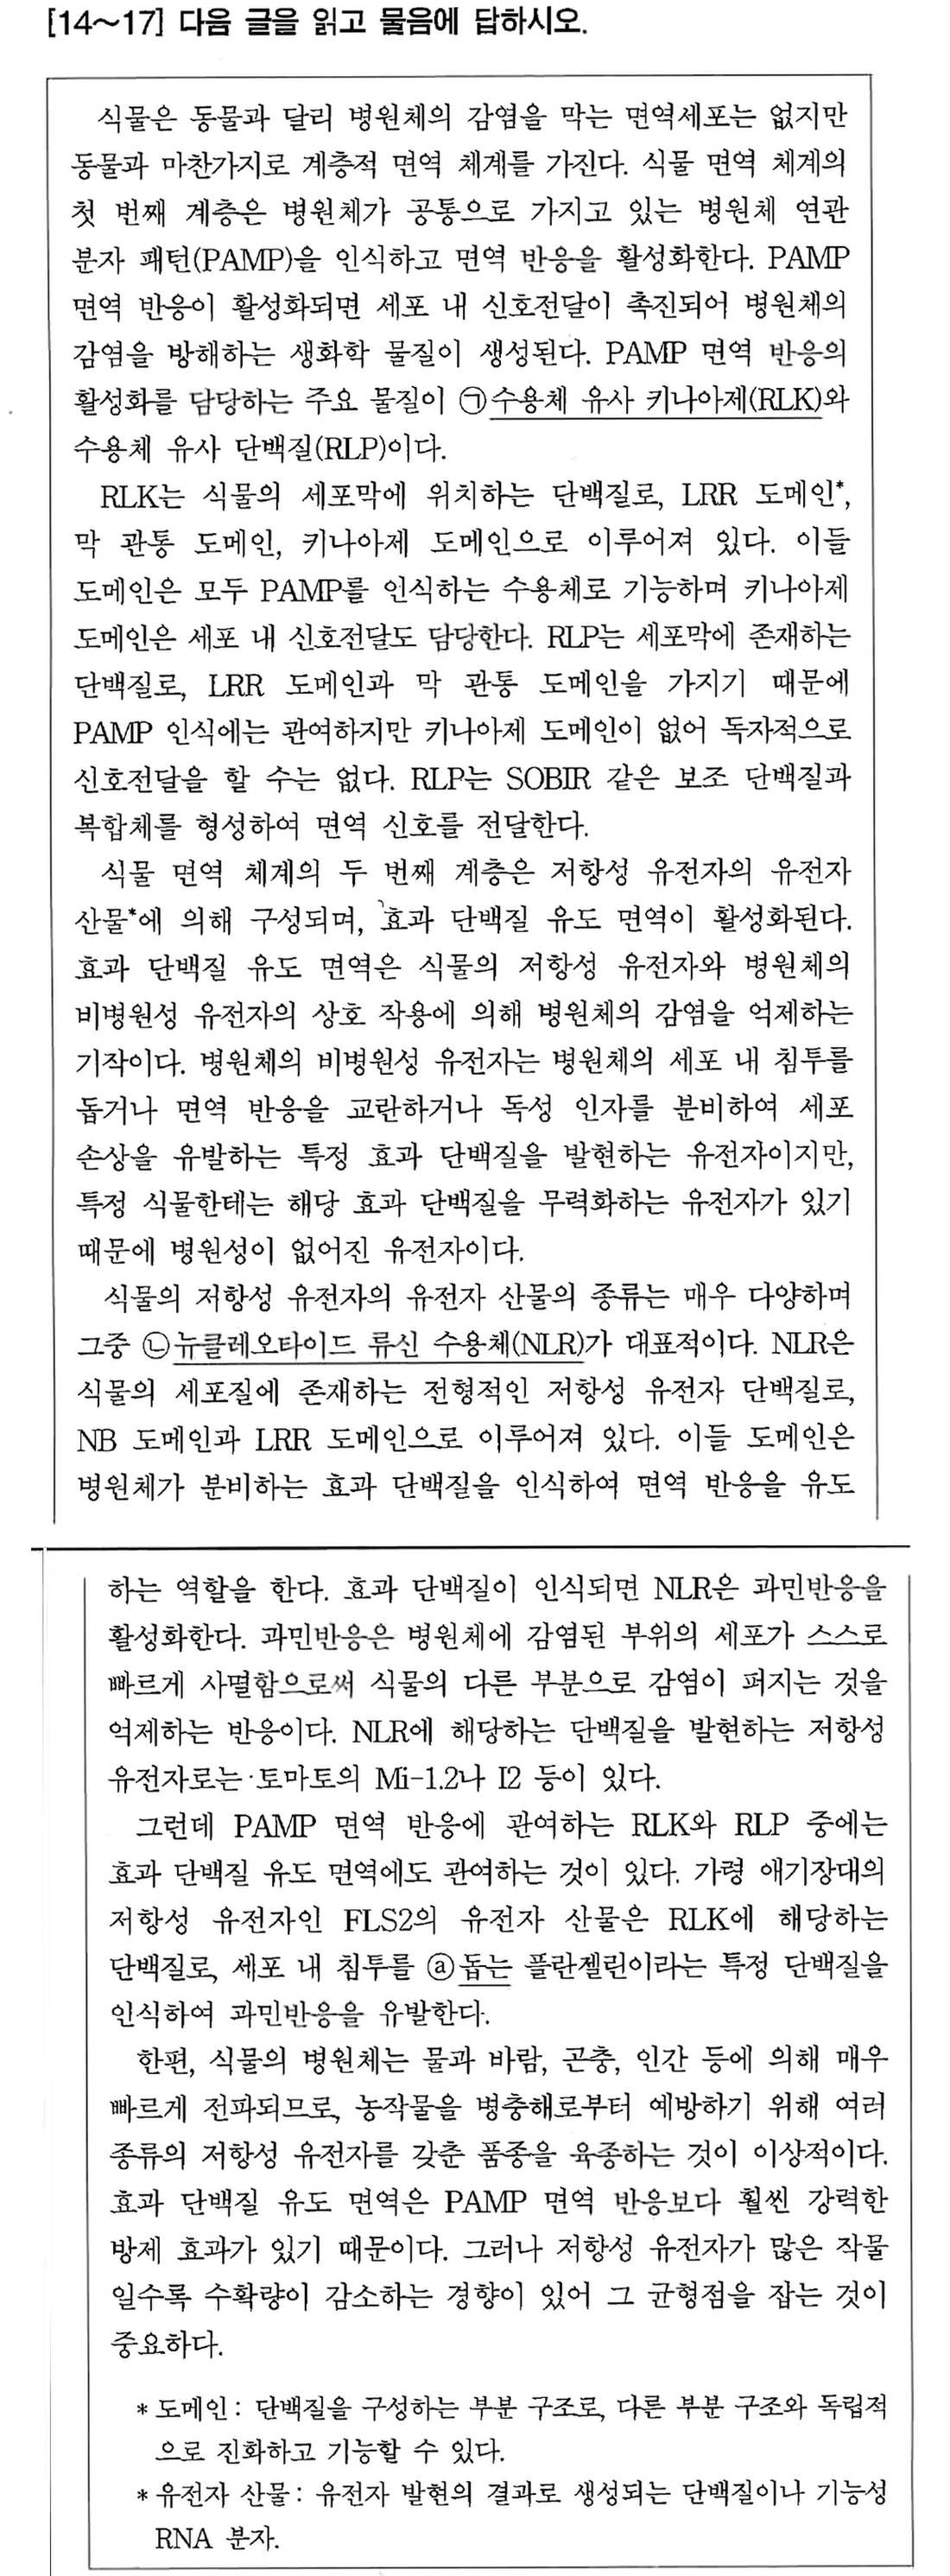 [14~17] 다음 글을 읽고 물음에 답하시오.
식물은 동물과 달리 병원체의 감염을 막는 면역세포는 없지만
동물과 마찬가지로 계층적 면역 체계를 가진다. 식물 면역 체계의
첫 번째 계층은 병원체가 공통으로 가지고 있는 병원체 연관
분자 패턴(PAMP)을 인식하고 면역 반응을 활성화한다. PAMP
면역 반응이 활성화되면 세포 내 신호전달이 촉진되어 병원체의
감염을 방해하는 생화학 물질이 생성된다. PAMP 면역 반응의
활성화를 담당하는 주요 물질이 ㉠수용체 유사 키나아제(RLK)와
수용체 유사 단백질(RLP)이다.
RLK는 식물의 세포막에 위치하는 단백질로, LRR 도메인*,
막 관통 도메인, 키나아제 도메인으로 이루어져 있다. 이들
도메인은 모두 PAMP를 인식하는 수용체로 기능하며 키나아제
도메인은 세포 내 신호전달도 담당한다. RLP는 세포막에 존재하는
단백질로, LRR 도메인과 막 관통 도메인을 가지기 때문에
PAMP 인식에는 관여하지만 키나아제 도메인이 없어 독자적으로
신호전달을 할 수는 없다. RLP는 SOBIR 같은 보조 단백질과
복합체를 형성하여 면역 신호를 전달한다.
식물 면역 체계의 두 번째 계층은 저항성 유전자의 유전자
산물*에 의해 구성되며, 효과 단백질 유도 면역이 활성화된다.
효과 단백질 유도 면역은 식물의 저항성 유전자와 병원체의
비병원성 유전자의 상호 작용에 의해 병원체의 감염을 억제하는
기작이다. 병원체의 비병원성 유전자는 병원체의 세포 내 침투를
돕거나 면역 반응을 교란하거나 독성 인자를 분비하여 세포
손상을 유발하는 특정 효과 단백질을 발현하는 유전자이지만,
특정 식물한테는 해당 효과 단백질을 무력화하는 유전자가 있기
때문에 병원성이 없어진 유전자이다.
식물의 저항성 유전자의 유전자 산물의 종류는 매우 다양하며
그중 ㉡뉴클레오타이드 류신 수용체(NLR)가 대표적이다. NLR은
식물의 세포질에 존재하는 전형적인 저항성 유전자 단백질로,
NB 도메인과 LRR 도메인으로 이루어져 있다. 이들 도메인은
병원체가 분비하는 효과 단백질을 인식하여 면역 반응을 유도
하는 역할을 한다. 효과 단백질이 인식되면 NLR은 과민반응을
활성화한다. 과민반응은 병원체에 감염된 부위의 세포가 스스로
빠르게 사멸함으로써 식물의 다른 부분으로 감염이 퍼지는 것을
억제하는 반응이다. NLR에 해당하는 단백질을 발현하는 저항성
유전자로는 토마토의 Mi-1.2나 I2 등이 있다.
그런데 PAMP 면역 반응에 관여하는 RLK와 RLP 중에는
효과 단백질 유도 면역에도 관여하는 것이 있다. 가령 애기장대의
저항성 유전자인 FLS2의 유전자 산물은 RLK에 해당하는
단백질로, 세포 내 침투를 ⓐ돕는 플란젤린이라는 특정 단백질을
인식하여 과민반응을 유발한다.
한편, 식물의 병원체는 물과 바람, 곤충, 인간 등에 의해 매우
빠르게 전파되므로, 농작물을 병충해로부터 예방하기 위해 여러
종류의 저항성 유전자를 갖춘 품종을 육종하는 것이 이상적이다.
효과 단백질 유도 면역은 PAMP 면역 반응보다 훨씬 강력한
방제 효과가 있기 때문이다. 그러나 저항성 유전자가 많은 작물
일수록 수확량이 감소하는 경향이 있어 그 균형점을 잡는 것이
중요하다.
* 도메인: 단백질을 구성하는 부분 구조로, 다른 부분 구조와 독립적
으로 진화하고 기능할 수 있다.
* 유전자 산물: 유전자 발현의 결과로 생성되는 단백질이나 기능성
RNA 분자.